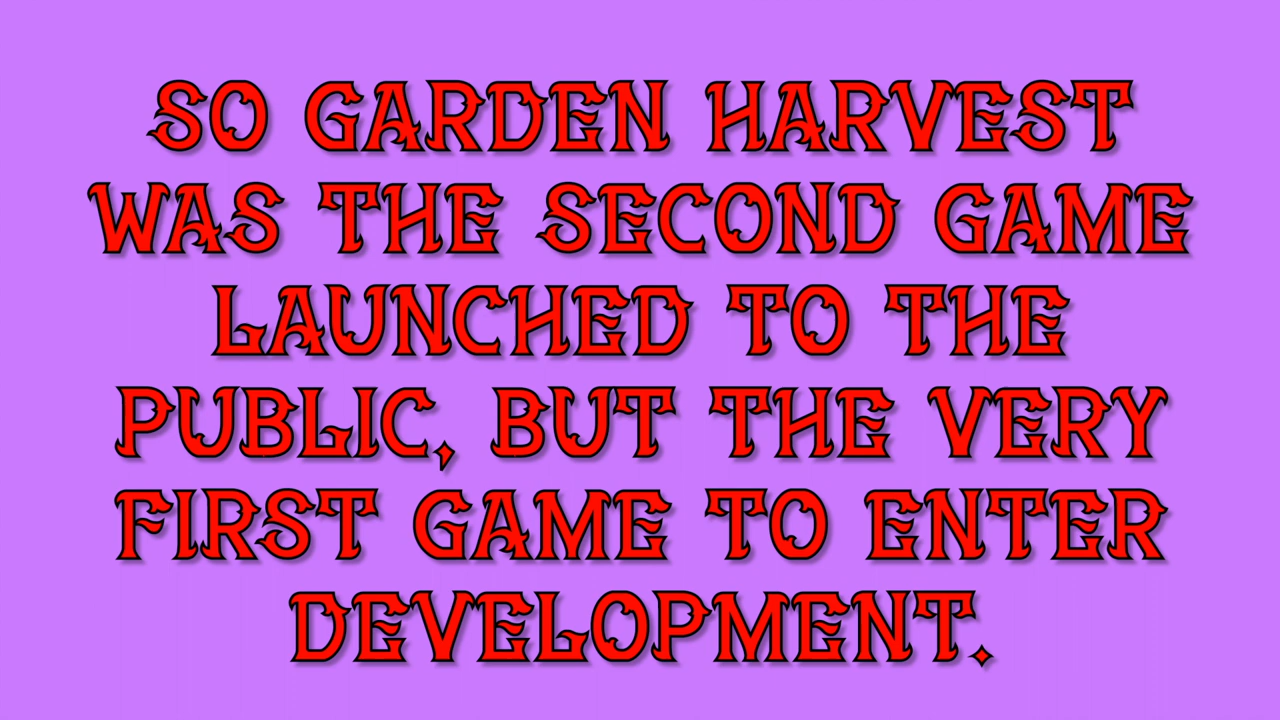 SO GARDEN HARVEST
WAS THE SECOND GAME
LAUNCHED TO THE
PUBLIC, BUT THE VERY
FIRST GAME TO ENTER
DEVELOPMENT.